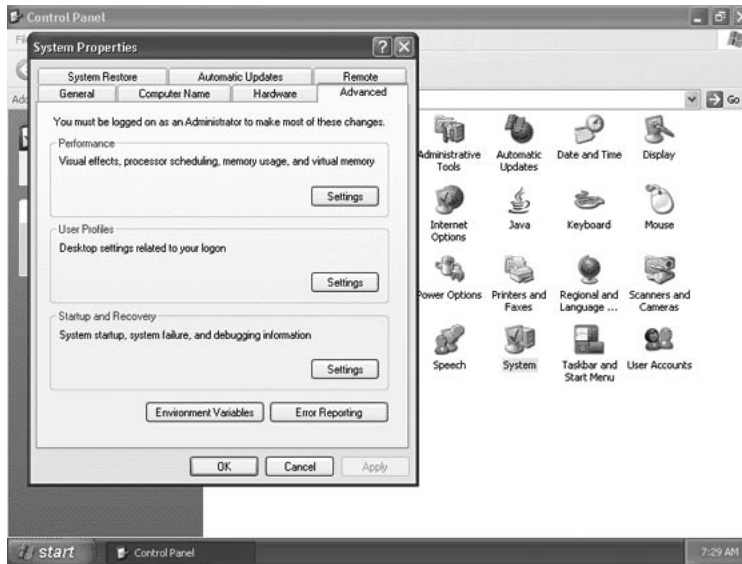 Control Panel
System Properties
System Restore
Automatic Updates
Remote
General
Computer Name
Hardware
Advanced
You must be logged on as an Administrator to make most of these changes.
Performance
Visual effects, processor scheduling, memory usage, and virtual memory
Settings
User Profiles
Desktop settings related to your logon
Settings
Startup and Recovery
System startup, system failure, and debugging information
Settings
Environment Variables
Error Reporting
OK
Cancel
Apply
Go
Administrative
Tools
Automatic
Updates
Date and Time
Display
Internet
Options
Java
Keyboard
Mouse
Power Options
Printers and
Faxes
Regional and
Language ...
Scanners and
Cameras
Speech
System
Taskbar and
Start Menu
User Accounts
start
Control Panel
7:29 AM